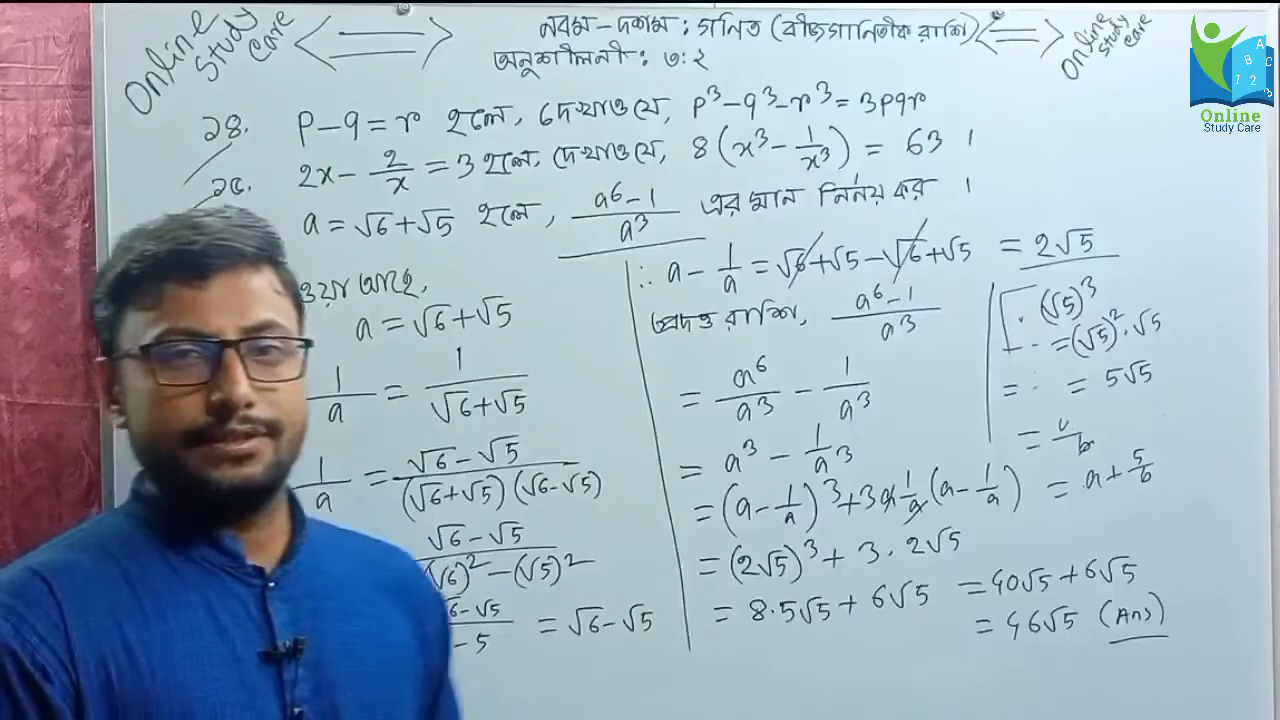 Online Study Care
নবম-দশম : গণিত (বীজগাণিতীক রাশি)
Online Study Care
অনুশীলনী : ৩:২
Online
Study Care
২৪. p-q=r হলে, দেখাওযে, p³-q³-r³=3pqr
২৫. 2x-2/x=3 হলে, দেখাওযে, 8(x³-1/x³) = 63 ।
a=√6+√5 হলে, a⁶-1/a³ এর মান নির্নয় কর ।
ওয়া আছে,
a=√6+√5
1/a = 1/√6+√5
1/a = √6-√5/(√6+√5)(√6-√5)
√6-√5/(√6)²-(√5)²
6-√5/-5 = √6-√5
∴ a-1/a = √6+√5-√6+√5 = 2√5
প্রদত্ত রাশি, a⁶-1/a³
= a⁶/a³ - 1/a³
= a³ - 1/a³
= (a-1/a)³+3a.1/a(a-1/a)
= (2√5)³+3.2√5
= 8.5√5+6√5 = 40√5+6√5
= 46√5 (Ans)
(√5)³
= (√5)².√5
= 5√5